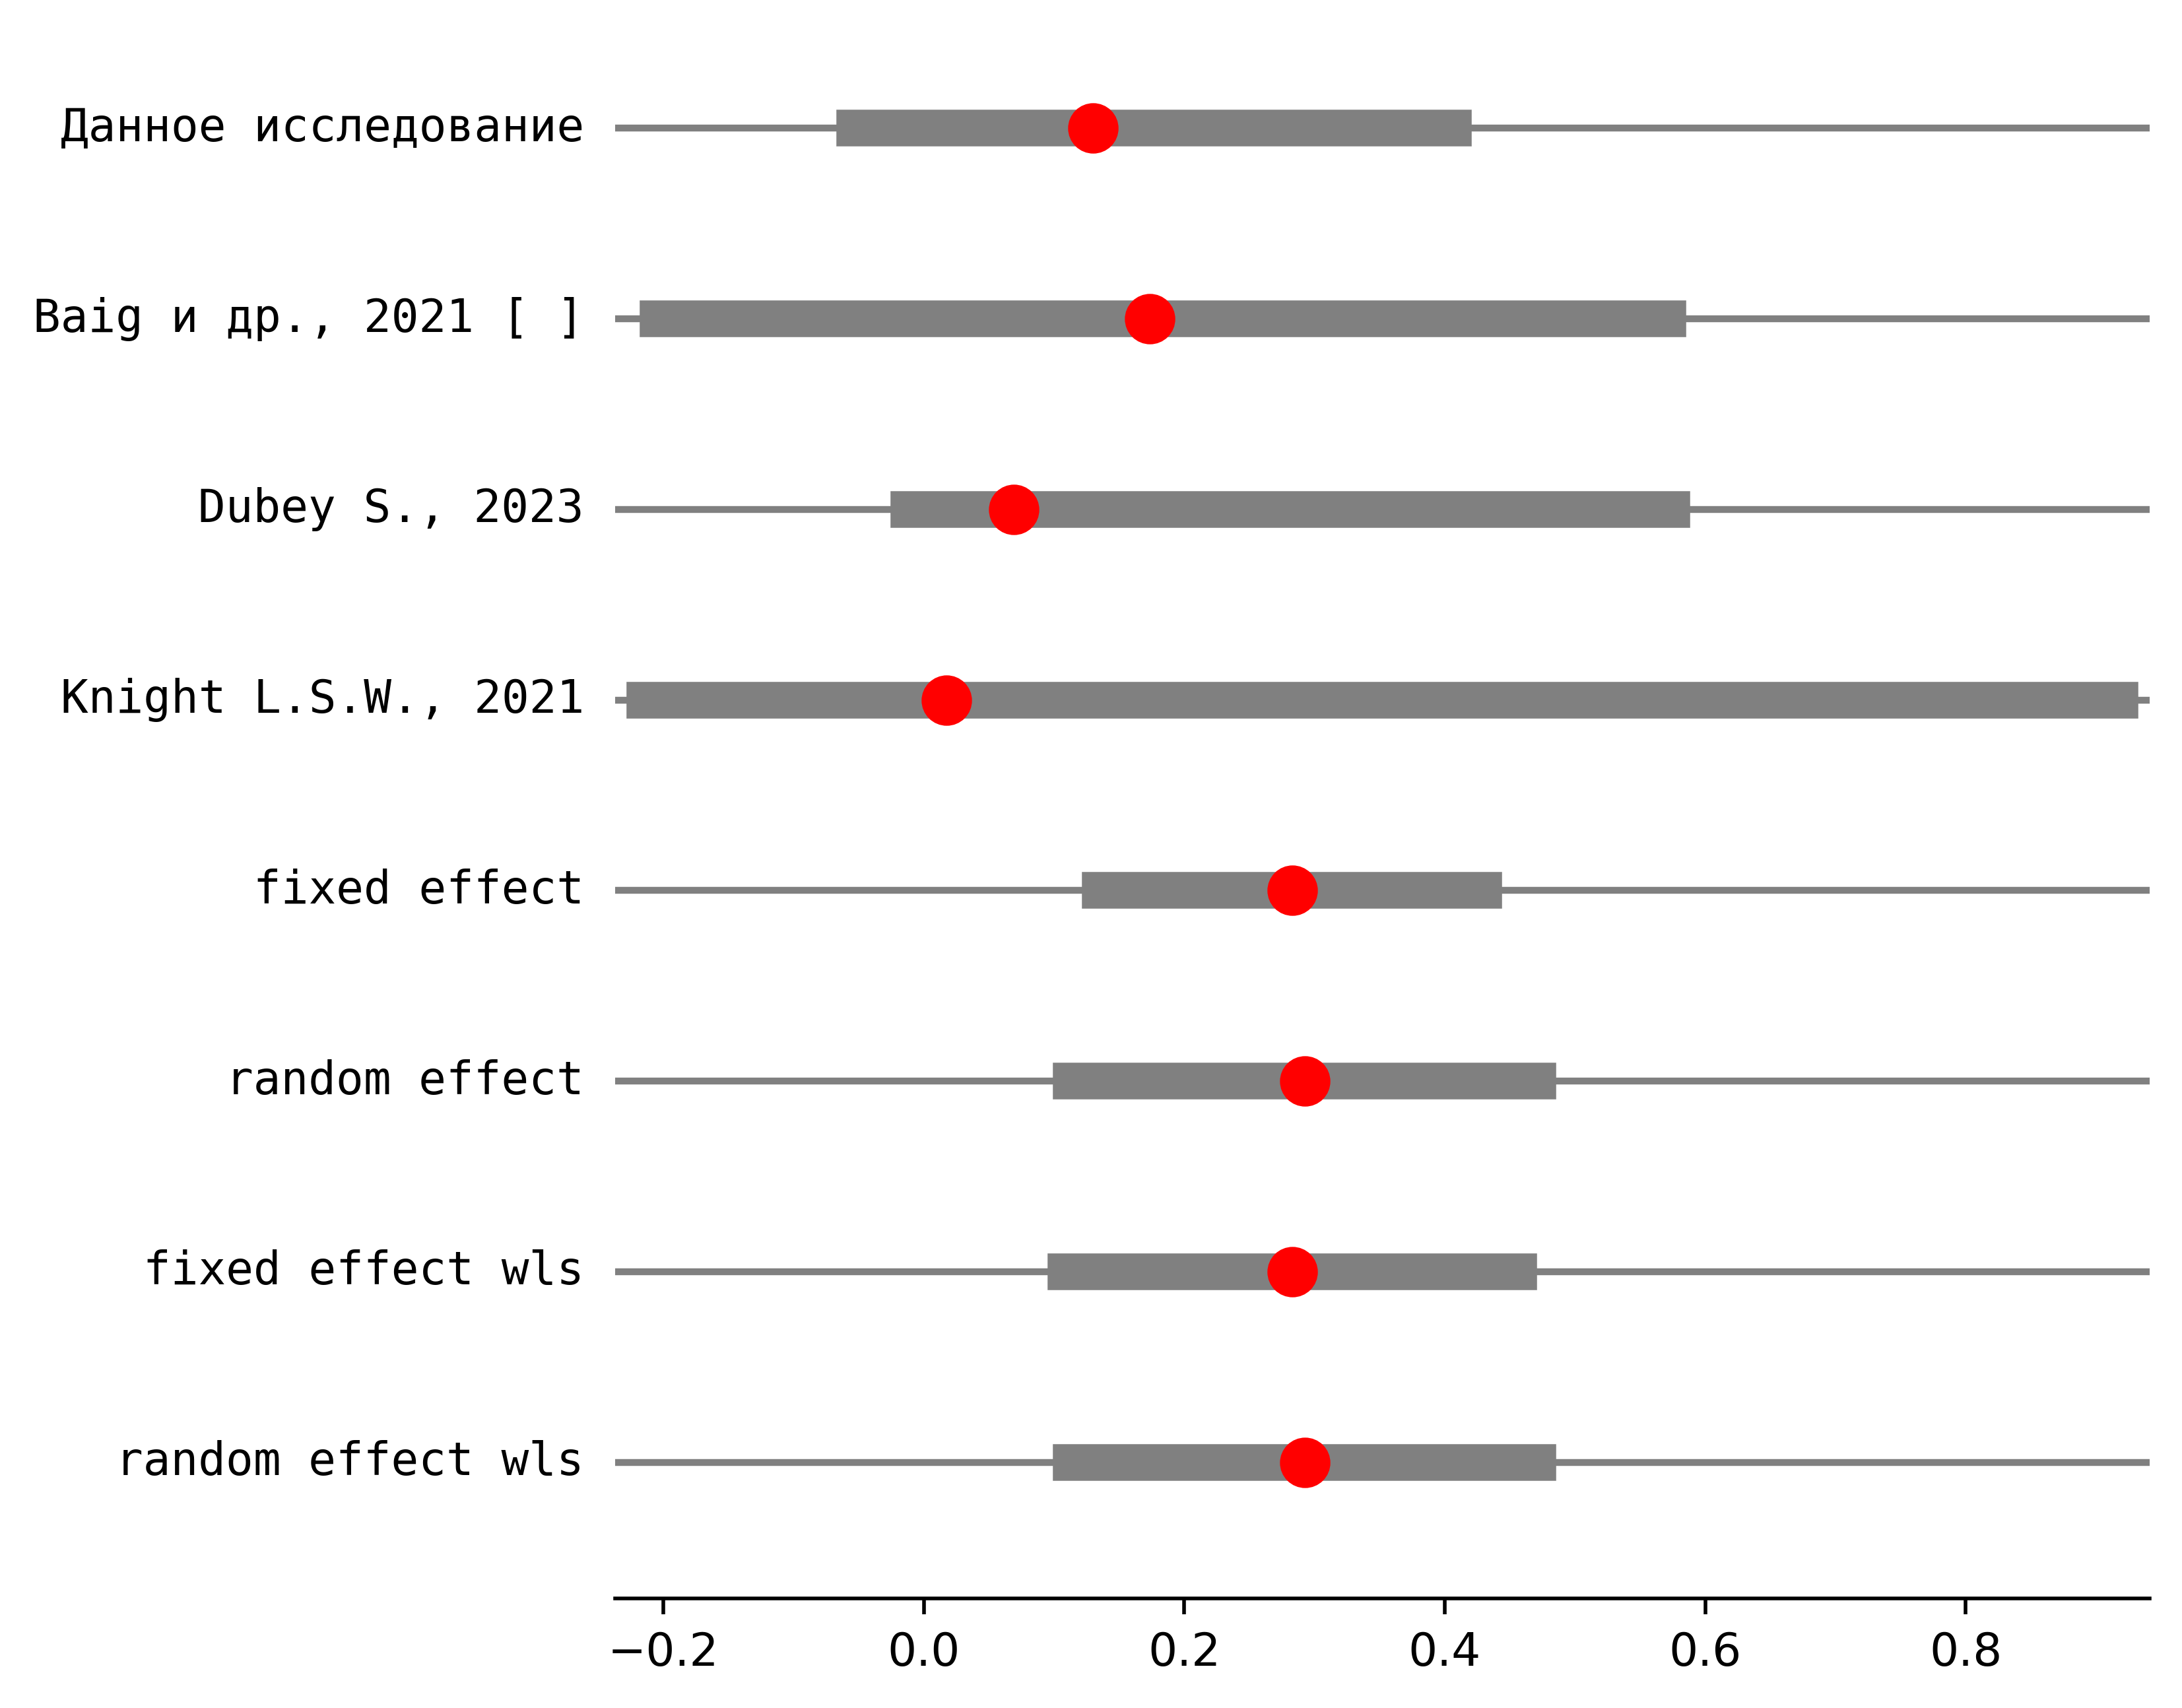 Данное исследование
Baig и др., 2021 [ ]
Dubey S., 2023
Knight L.S.W., 2021
fixed effect
random effect
fixed effect wls
random effect wls
−0.2 0.0 0.2 0.4 0.6 0.8